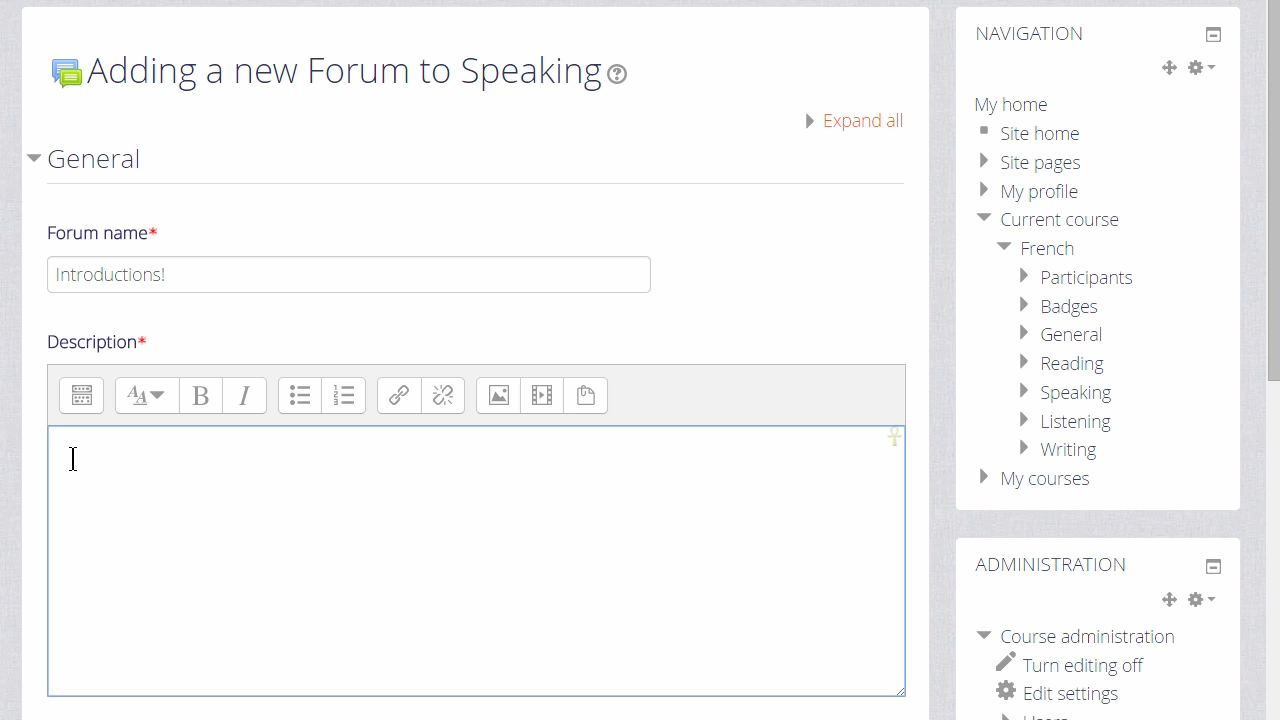 Adding a new Forum to Speaking
Expand all
General
Forum name*
Introductions!
Description*
NAVIGATION
My home
Site home
Site pages
My profile
Current course
French
Participants
Badges
General
Reading
Speaking
Listening
Writing
My courses
ADMINISTRATION
Course administration
Turn editing off
Edit settings